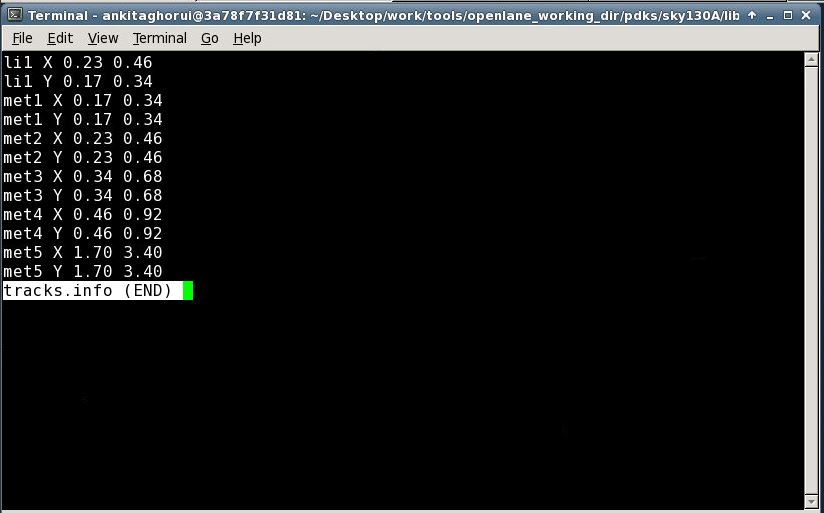 Terminal - ankitaghorui@3a78f7f31d81: ~/Desktop/work/tools/openlane_working_dir/pdks/sky130A/lib
File Edit View Terminal Go Help
li1 X 0.23 0.46
li1 Y 0.17 0.34
met1 X 0.17 0.34
met1 Y 0.17 0.34
met2 X 0.23 0.46
met2 Y 0.23 0.46
met3 X 0.34 0.68
met3 Y 0.34 0.68
met4 X 0.46 0.92
met4 Y 0.46 0.92
met5 X 1.70 3.40
met5 Y 1.70 3.40
tracks.info (END)